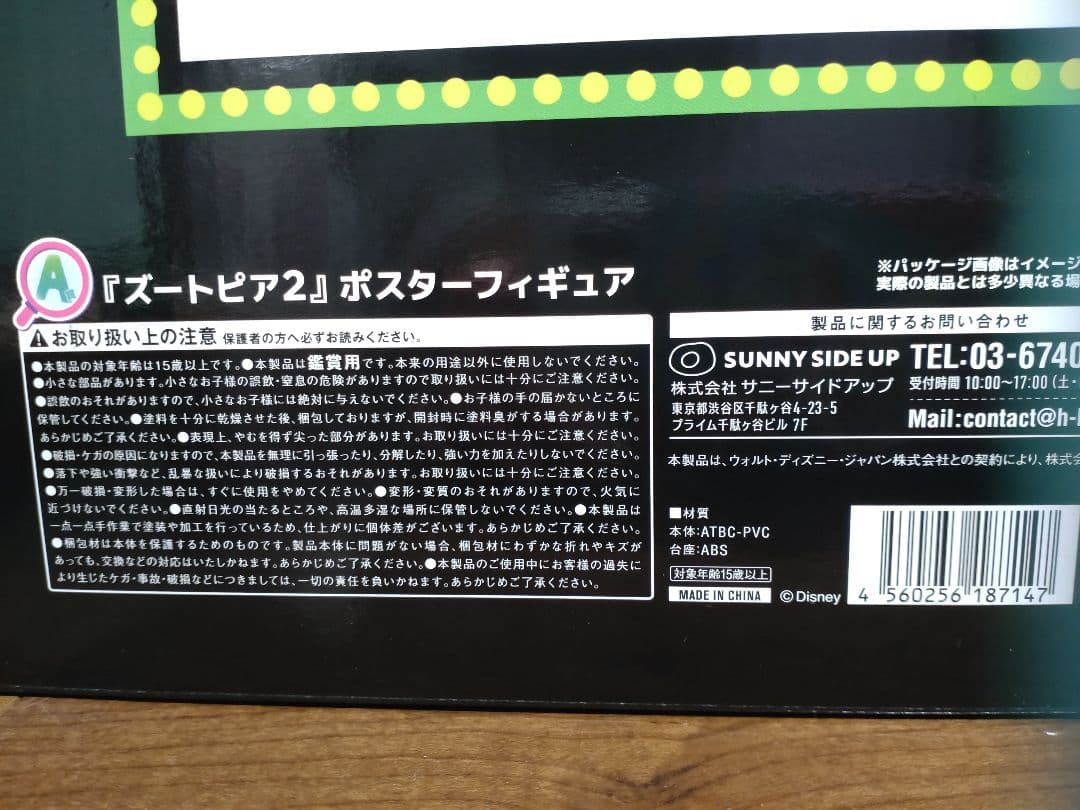 A
『ズートピア2』ポスターフィギュア
お取り扱い上の注意 保護者の方へ必ずお読みください。
●本製品の対象年齢は15歳以上です。●本製品は鑑賞用です。本来の用途以外に使用しないでください。
●小さな部品があります。小さなお子様の誤飲・窒息の危険がありますので取り扱いには十分にご注意ください。
●誤飲のおそれがありますので、小さなお子様には絶対に与えないでください。●お子様の手の届かないところに
保管してください。●塗料を十分に乾燥させた後、梱包しておりますが、開封時に塗料臭がする場合があります。
あらかじめご了承ください。●表現上、やむを得ず尖った部分があります。お取り扱いには十分にご注意ください。
●破損・ケガの原因になりますので、本製品を無理に引っ張ったり、分解したり、強い力を加えたりしないでください。
●落下や強い衝撃など、乱暴な扱いにより破損するおそれがあります。お取り扱いには十分にご注意ください。
●万一破損・変形した場合は、すぐに使用をやめてください。●変形・変質のおそれがありますので、火気に
近づけないでください。●直射日光の当たるところや、高温多湿な場所に保管しないでください。●本製品は
一点一点手作業で塗装や加工を行っているため、仕上がりに個体差がございます。あらかじめご了承ください。
●梱包材は本体を保護するためのものです。製品本体に問題がない場合、梱包材にわずかな折れやキズが
あっても、交換などの対応はいたしかねます。あらかじめご了承ください。●本製品のご使用中にお客様の過失に
より生じたケガ・事故・破損などにつきましては、一切の責任を負いかねます。あらかじめご了承ください。
※パッケージ画像はイメージ
実際の製品とは多少異なる場
製品に関するお問い合わせ
SUNNY SIDE UP
株式会社 サニーサイドアップ
東京都渋谷区千駄ヶ谷4-23-5
プライム千駄ヶ谷ビル 7F
TEL:03-6740
受付時間 10:00〜17:00 (土・
Mail:contact@h-
本製品は、ウォルト・ディズニー・ジャパン株式会社との契約により、株式会
■材質
本体:ATBC-PVC
台座:ABS
対象年齢15歳以上
MADE IN CHINA
©Disney
4 560256 187147